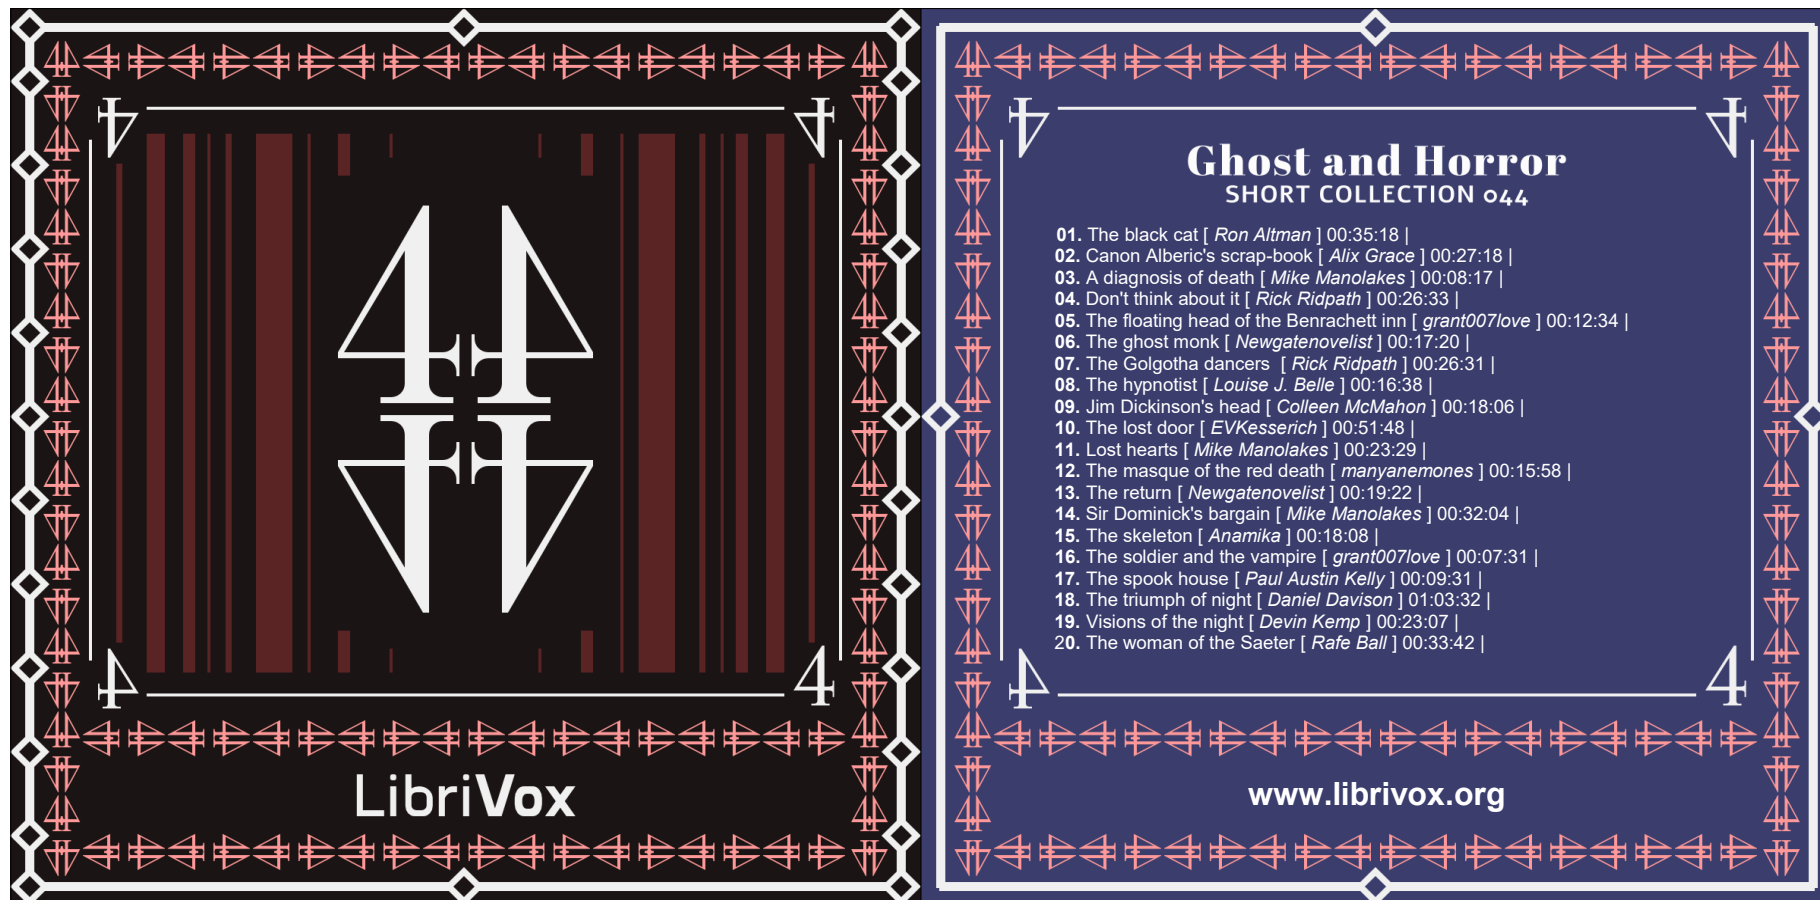 4 4
44
44
4 4
LibriVox
4 4
Ghost and Horror
SHORT COLLECTION 044
01. The black cat [ Ron Altman ] 00:35:18 |
02. Canon Alberic's scrap-book [ Alix Grace ] 00:27:18 |
03. A diagnosis of death [ Mike Manolakes ] 00:08:17 |
04. Don't think about it [ Rick Ridpath ] 00:26:33 |
05. The floating head of the Benrachett inn [ grant007love ] 00:12:34 |
06. The ghost monk [ Newgatenovelist ] 00:17:20 |
07. The Golgotha dancers  [ Rick Ridpath ] 00:26:31 |
08. The hypnotist [ Louise J. Belle ] 00:16:38 |
09. Jim Dickinson's head [ Colleen McMahon ] 00:18:06 |
10. The lost door [ EVKesserich ] 00:51:48 |
11. Lost hearts [ Mike Manolakes ] 00:23:29 |
12. The masque of the red death [ manyanemones ] 00:15:58 |
13. The return [ Newgatenovelist ] 00:19:22 |
14. Sir Dominick's bargain [ Mike Manolakes ] 00:32:04 |
15. The skeleton [ Anamika ] 00:18:08 |
16. The soldier and the vampire [ grant007love ] 00:07:31 |
17. The spook house [ Paul Austin Kelly ] 00:09:31 |
18. The triumph of night [ Daniel Davison ] 01:03:32 |
19. Visions of the night [ Devin Kemp ] 00:23:07 |
20. The woman of the Saeter [ Rafe Ball ] 00:33:42 |
4 4
www.librivox.org